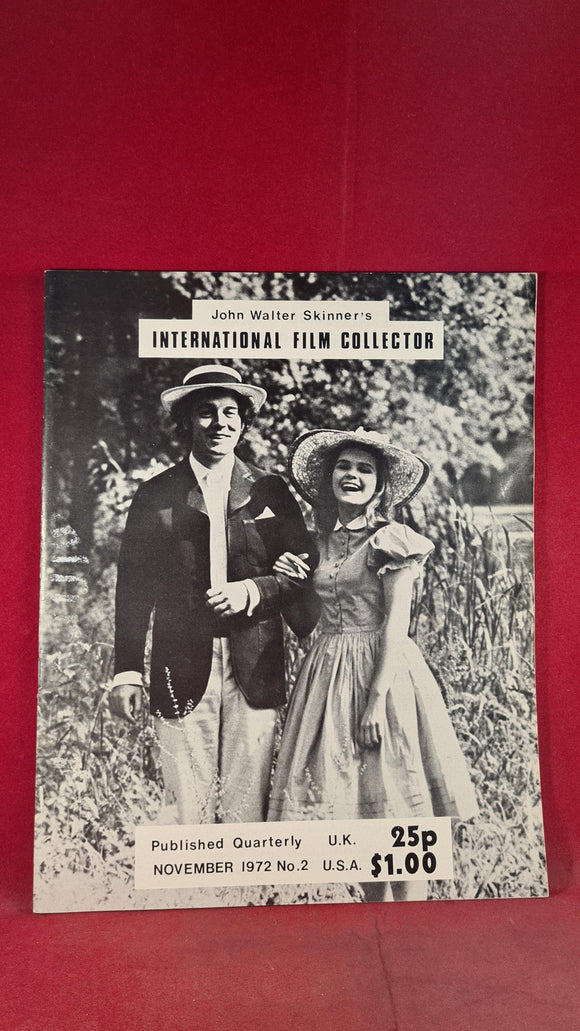 John Walter Skinner's
INTERNATIONAL FILM COLLECTOR
Published Quarterly U.K. 25p
NOVEMBER 1972 No.2 U.S.A. $1.00